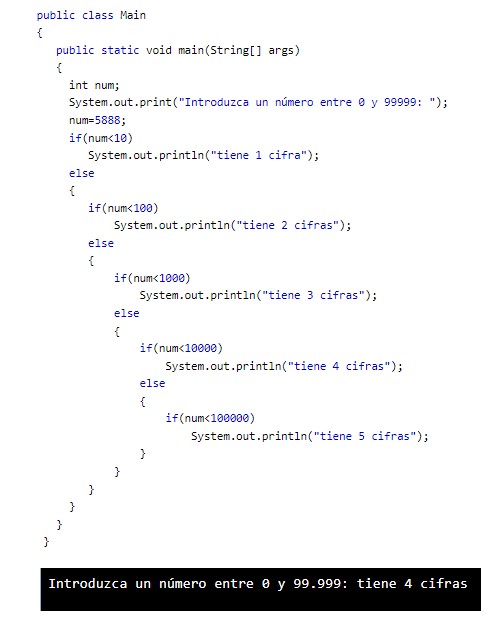 public class Main
{
public static void main(String[] args)
{
int num;
System.out.print("Introduzca un número entre 0 y 99999: ");
num=5888;
if(num<10)
System.out.println("tiene 1 cifra");
else
{
if(num<100)
System.out.println("tiene 2 cifras");
else
{
if(num<1000)
System.out.println("tiene 3 cifras");
else
{
if(num<10000)
System.out.println("tiene 4 cifras");
else
{
if(num<100000)
System.out.println("tiene 5 cifras");
}
}
}
}
}
}
Introduzca un número entre 0 y 99.999: tiene 4 cifras